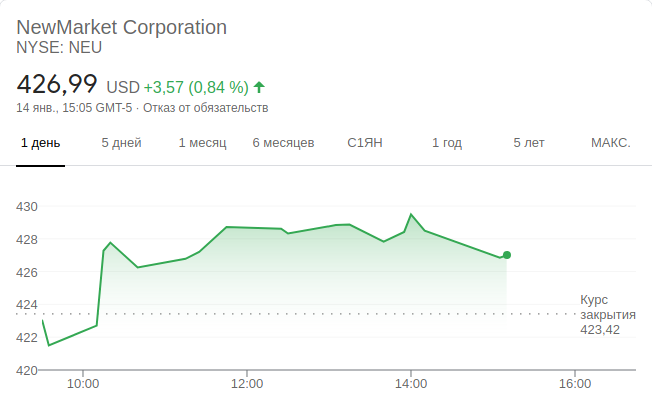 NewMarket Corporation
NYSE: NEU
426,99 USD +3,57 (0,84 %)
14 янв., 15:05 GMT-5 · Отказ от обязательств
1 день 5 дней 1 месяц 6 месяцев С1ЯН 1 год 5 лет МАКС.
430
428
426
424
Курс
закрытия
423,42
422
420
10:00 12:00 14:00 16:00